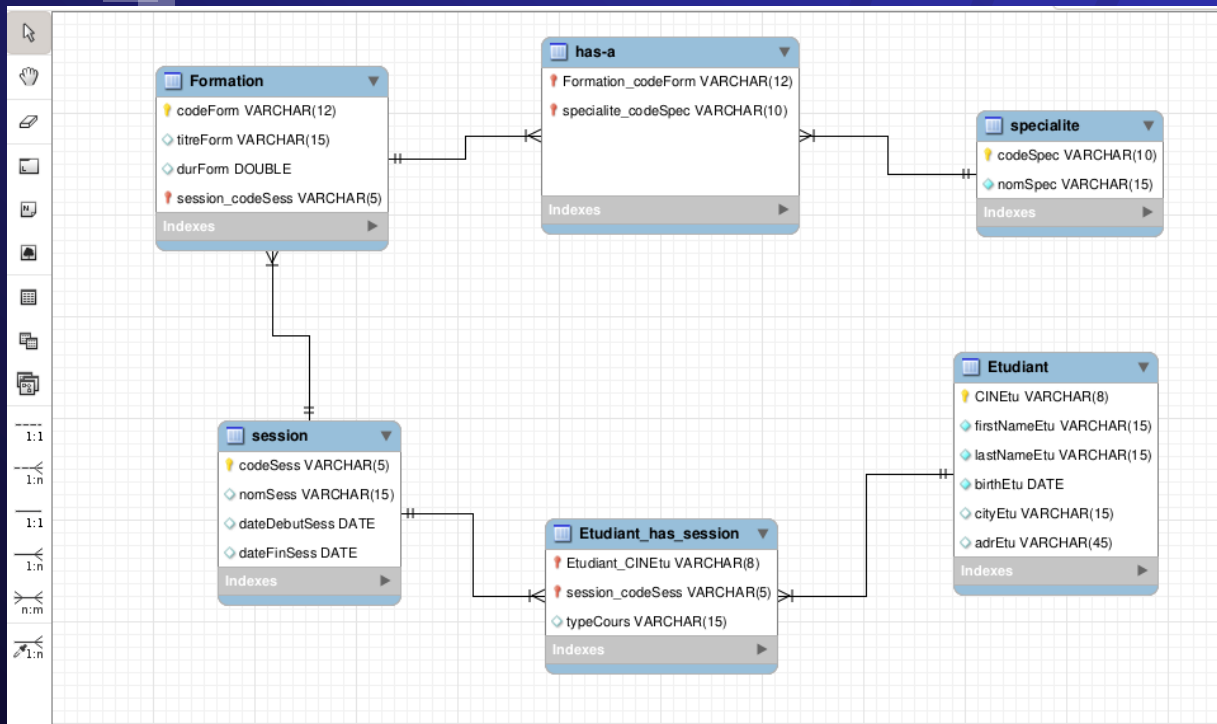 Formation
codeForm VARCHAR(12)
titreForm VARCHAR(15)
durForm DOUBLE
session_codeSess VARCHAR(5)
Indexes
has-a
Formation_codeForm VARCHAR(12)
specialite_codeSpec VARCHAR(10)
Indexes
specialite
codeSpec VARCHAR(10)
nomSpec VARCHAR(15)
Indexes
session
codeSess VARCHAR(5)
nomSess VARCHAR(15)
dateDebutSess DATE
dateFinSess DATE
Indexes
Etudiant_has_session
Etudiant_CINEtu VARCHAR(8)
session_codeSess VARCHAR(5)
typeCours VARCHAR(15)
Indexes
Etudiant
CINEtu VARCHAR(8)
firstNameEtu VARCHAR(15)
lastNameEtu VARCHAR(15)
birthEtu DATE
cityEtu VARCHAR(15)
adrEtu VARCHAR(45)
Indexes
1:1
1:n
1:1
1:n
n:m
1:n